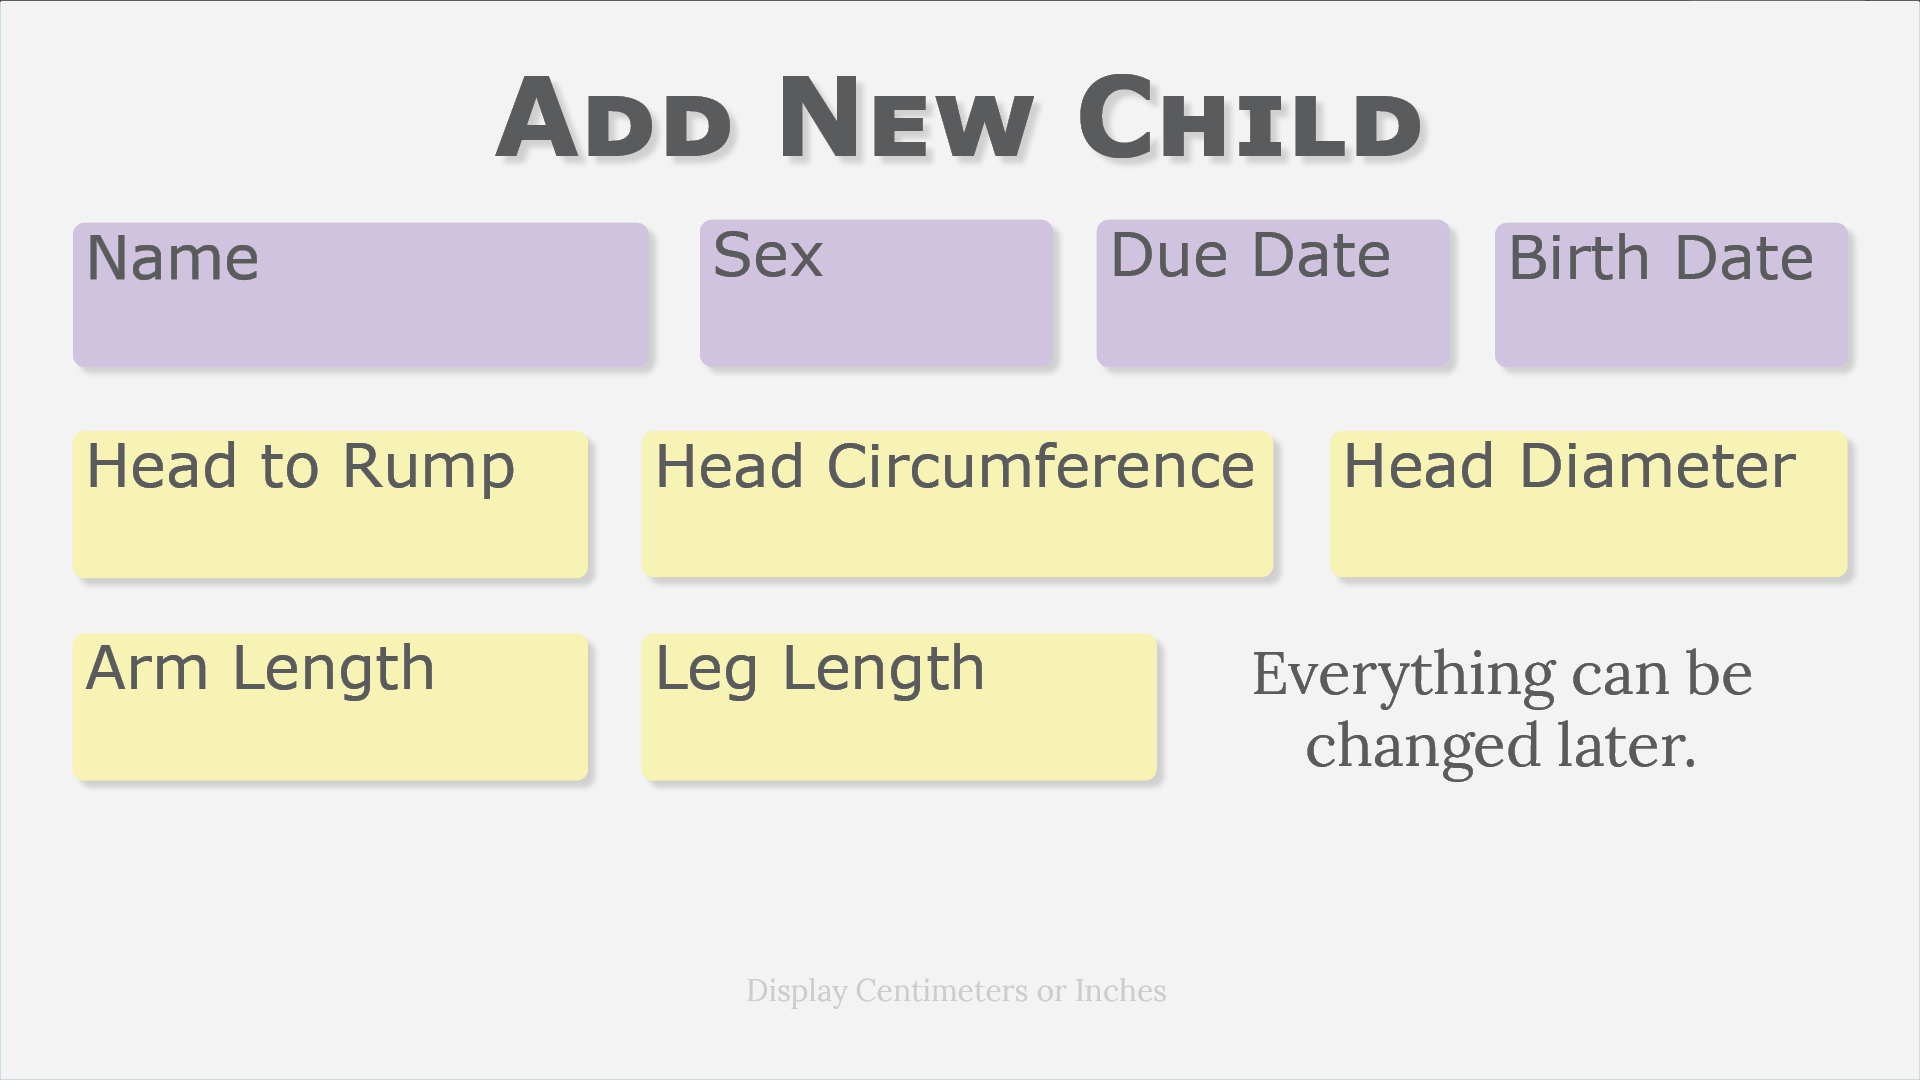 Add New Child
Name
Sex
Due Date
Birth Date
Head to Rump
Head Circumference
Head Diameter
Arm Length
Leg Length
Everything can be
changed later.
Display Centimeters or Inches